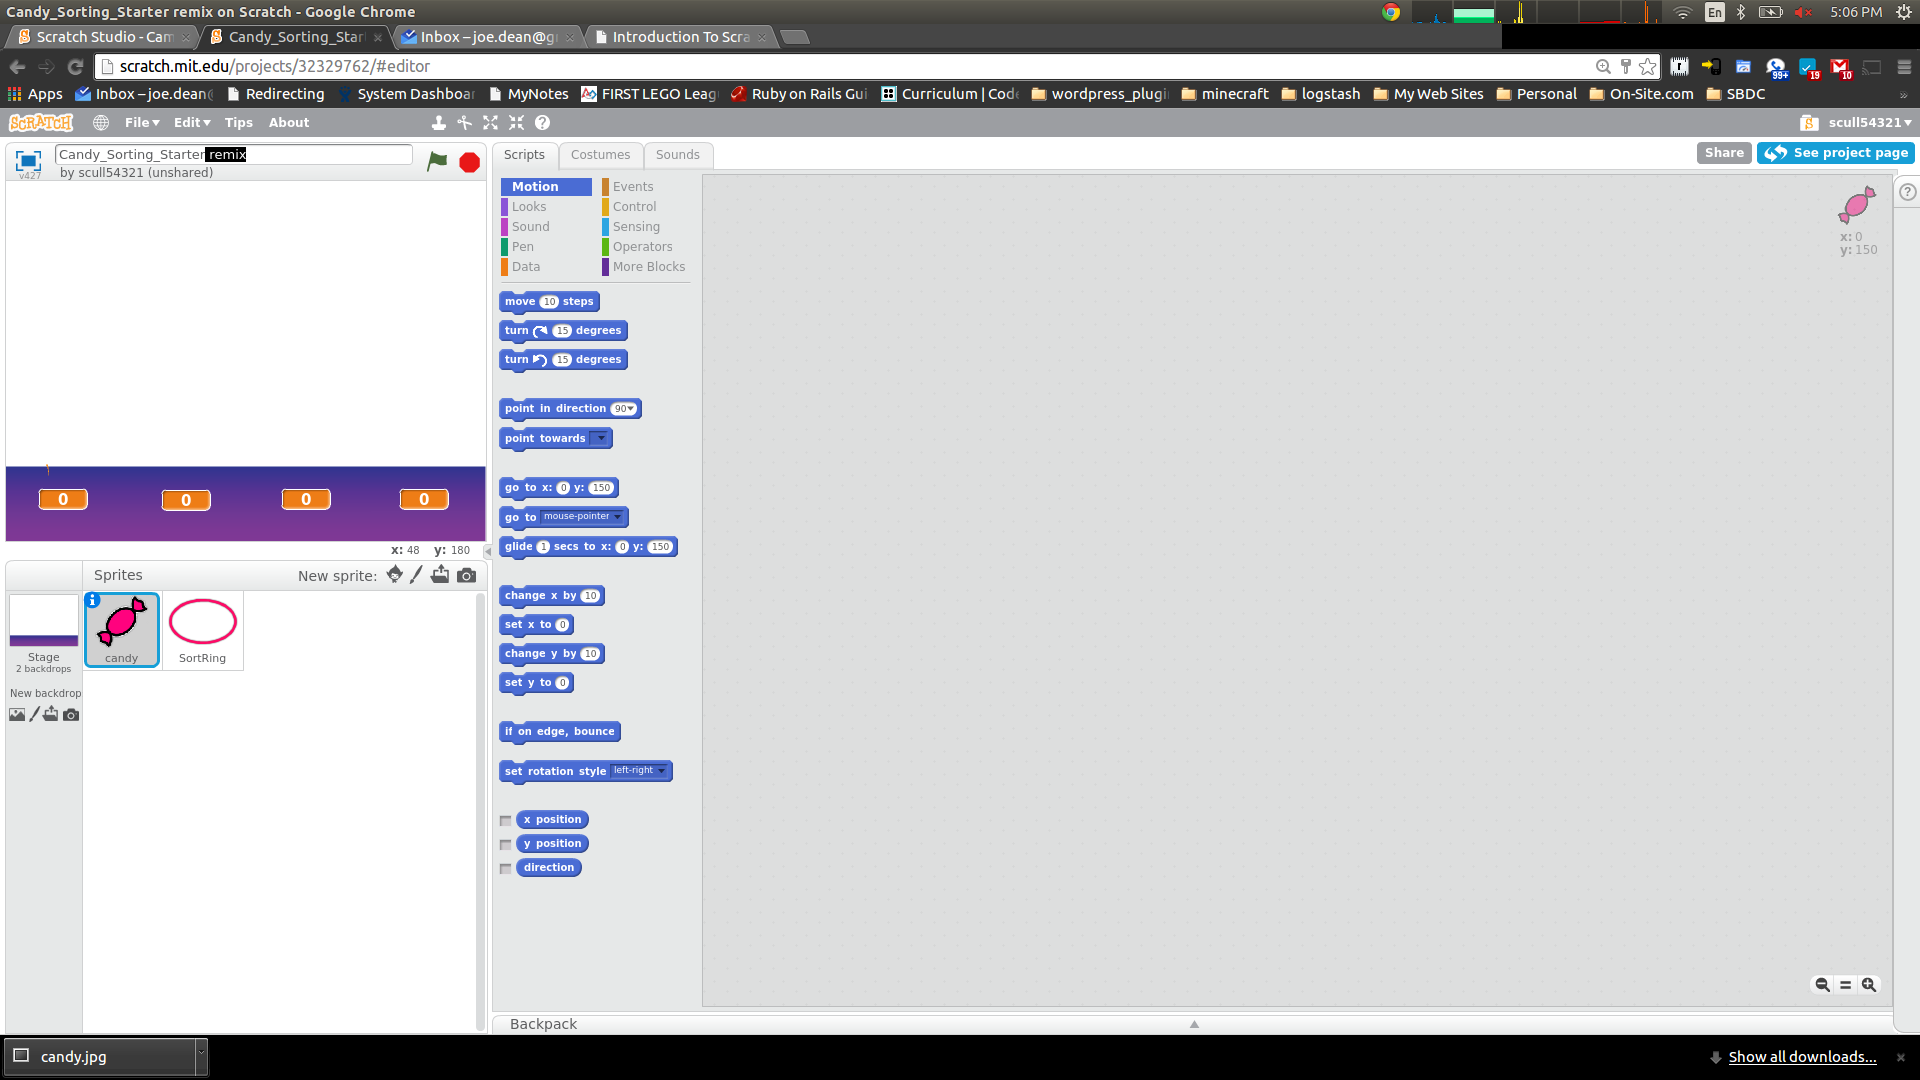 Candy_Sorting_Starter remix on Scratch - Google Chrome
En
5:06 PM
Scratch Studio - Cam
Candy_Sorting_Star
Inbox – joe.dean@g
Introduction To Scra
scratch.mit.edu/projects/32329762/#editor
99+
19
10
Apps
Inbox – joe.dean
Redirecting
System Dashboa
MyNotes
FIRST LEGO Leag
Ruby on Rails Gui
Curriculum | Code
wordpress_plugi
minecraft
logstash
My Web Sites
Personal
On-Site.com
SBDC
»
SCRATCH
File
Edit
Tips
About
scull54321
v427
Candy_Sorting_Starter remix
by scull54321 (unshared)
Scripts
Costumes
Sounds
Share
See project page
Motion
Events
Looks
Control
Sound
Sensing
Pen
Operators
Data
More Blocks
x: 0
y: 150
move 10 steps
turn 15 degrees
turn 15 degrees
point in direction 90
point towards
go to x: 0 y: 150
go to mouse-pointer
glide 1 secs to x: 0 y: 150
change x by 10
set x to 0
change y by 10
set y to 0
if on edge, bounce
set rotation style left-right
x position
y position
direction
0
0
0
0
x: 48 y: 180
Sprites
New sprite:
Stage
2 backdrops
New backdrop
candy
SortRing
Backpack
candy.jpg
Show all downloads...